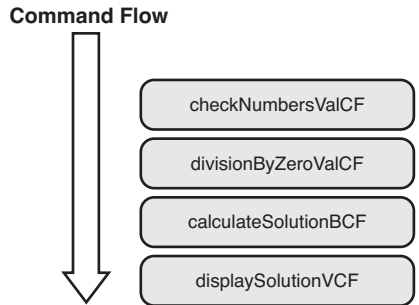 Command Flow
checkNumbersValCF
divisionByZeroValCF
calculateSolutionBCF
displaySolutionVCF